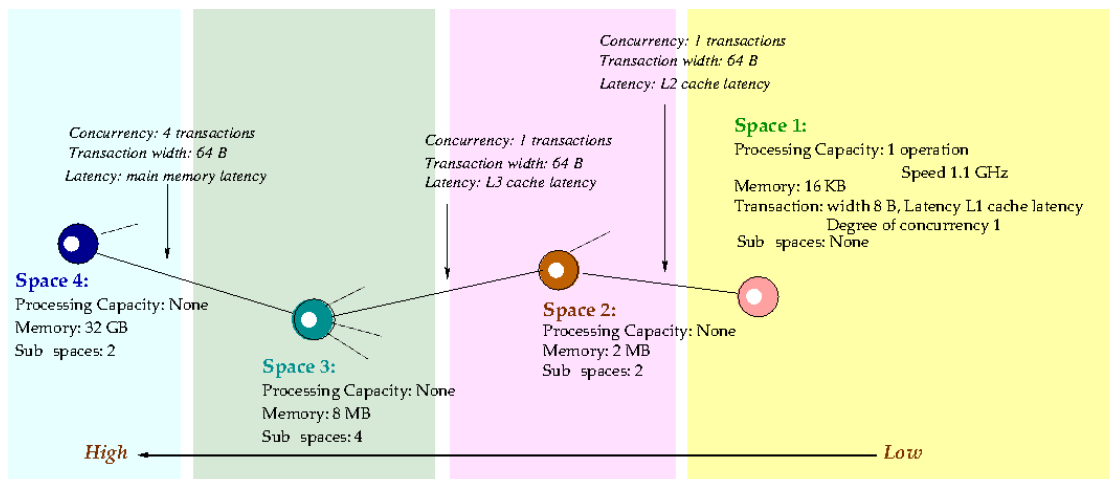 Concurrency: 1 transactions
Transaction width: 64 B
Latency: L2 cache latency
Concurrency: 4 transactions
Transaction width: 64 B
Latency: main memory latency
Concurrency: 1 transactions
Transaction width: 64 B
Latency: L3 cache latency
Space 1:
Processing Capacity: 1 operation
Speed 1.1 GHz
Memory: 16 KB
Transaction: width 8 B, Latency L1 cache latency
Degree of concurrency 1
Sub spaces: None
Space 4:
Processing Capacity: None
Memory: 32 GB
Sub spaces: 2
Space 3:
Processing Capacity: None
Memory: 8 MB
Sub spaces: 4
Space 2:
Processing Capacity: None
Memory: 2 MB
Sub spaces: 2
High
Low